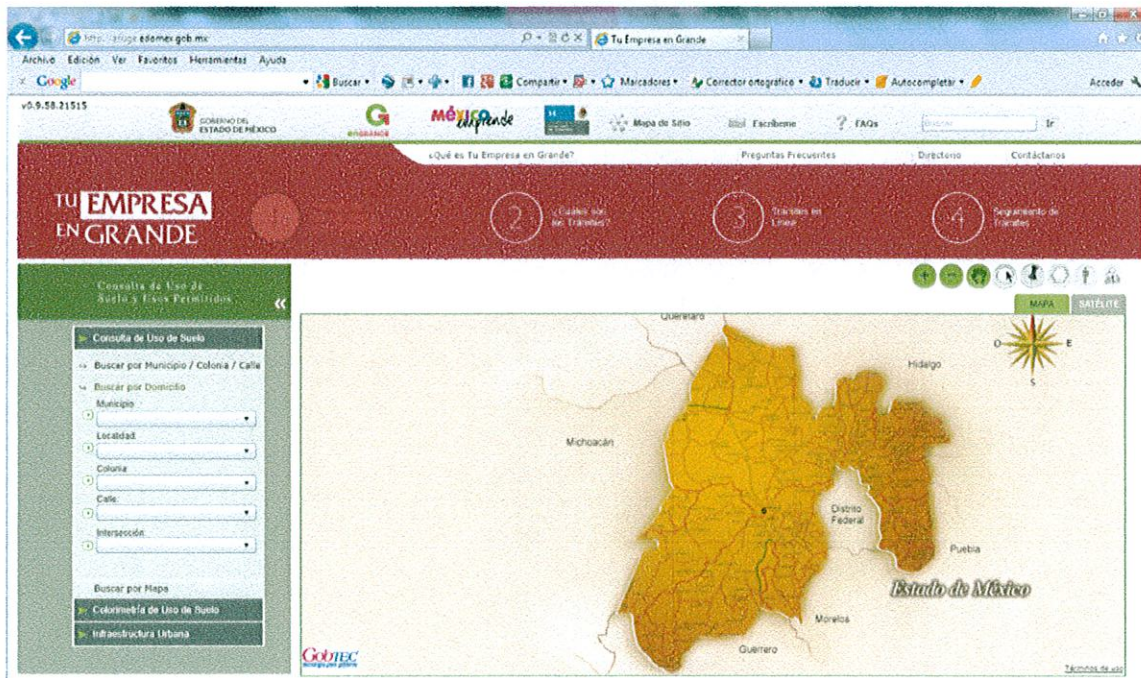 edomex.gob.mx
Tu Empresa en Grande
Archivo Edición Ver Favoritos Herramientas Ayuda
Google
Buscar Compartir Marcadores Corrector ortográfico Traducir Autocompletar Acceder
v0.9.58.21515
GOBIERNO DEL
ESTADO DE MÉXICO
enGRANDE
méxico emprende
Mapa de Sitio
Escríbeme
? FAQs
Ir
¿Qué es Tu Empresa en Grande?
Preguntas Frecuentes
Directorio
Contáctanos
TU EMPRESA
EN GRANDE
2 ¿Cuáles son
los Trámites?
3 Trámites en
Línea
4 Seguimiento de
Trámites
Consulta de Uso de
Suelo y Usos Permitidos
«
Consulta de Uso de Suelo
Buscar por Municipio / Colonia / Calle
Buscar por Domicilio
Municipio
Localidad
Colonia
Calle
Intersección
Buscar por Mapa
Colorimetría de Uso de Suelo
Infraestructura Urbana
MAPA
SATÉLITE
Querétaro
Hidalgo
O
E
S
Michoacán
Distrito
Federal
Puebla
Estado de México
Morelos
Guerrero
GOBTEC
Términos de uso